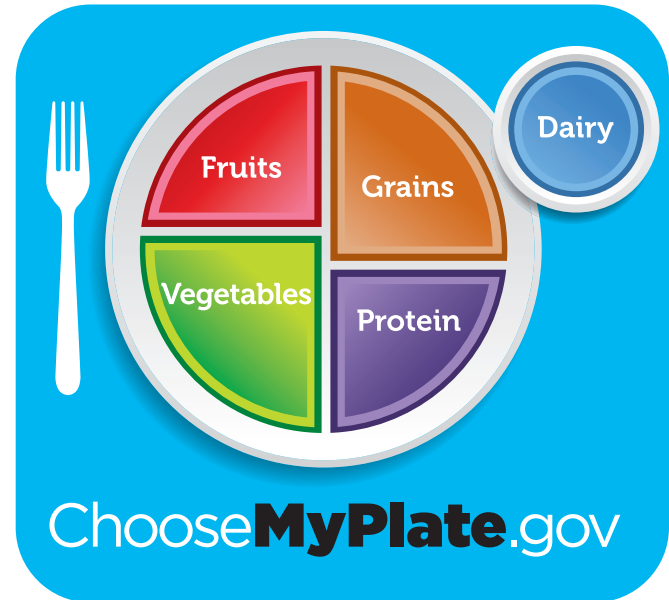 Fruits
Grains
Dairy
Vegetables
Protein
ChooseMyPlate.gov